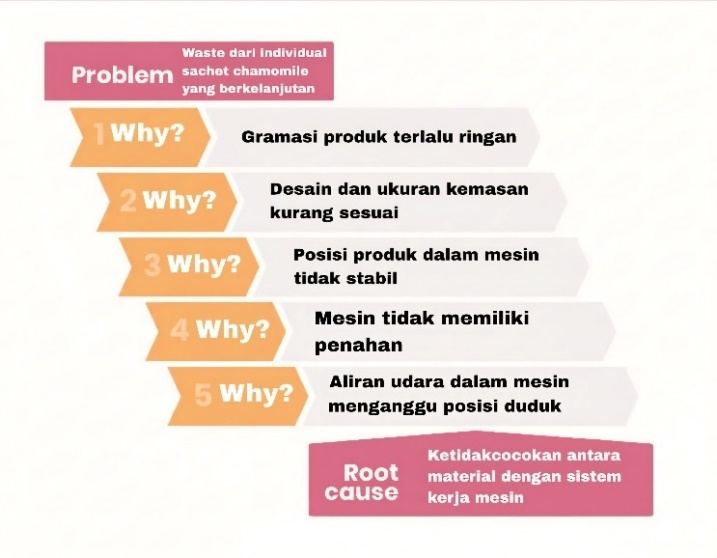 Problem
Waste dari individual
sachet chamomile
yang berkelanjutan
1 Why?
Gramasi produk terlalu ringan
2 Why?
Desain dan ukuran kemasan
kurang sesuai
3 Why?
Posisi produk dalam mesin
tidak stabil
4 Why?
Mesin tidak memiliki
penahan
5 Why?
Aliran udara dalam mesin
menganggu posisi duduk
Root
cause
Ketidakcocokan antara
material dengan sistem
kerja mesin